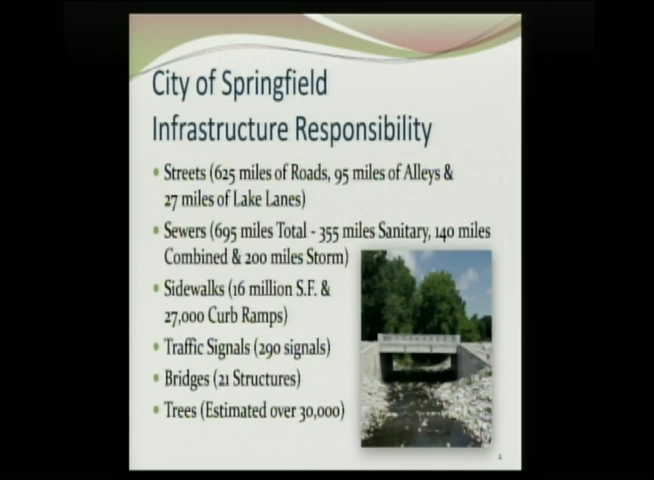 City of Springfield
Infrastructure Responsibility
• Streets (625 miles of Roads, 95 miles of Alleys &
27 miles of Lake Lanes)
• Sewers (695 miles Total - 355 miles Sanitary, 140 miles
Combined & 200 miles Storm)
• Sidewalks (16 million S.F. &
27,000 Curb Ramps)
• Traffic Signals (290 signals)
• Bridges (21 Structures)
• Trees (Estimated over 30,000)